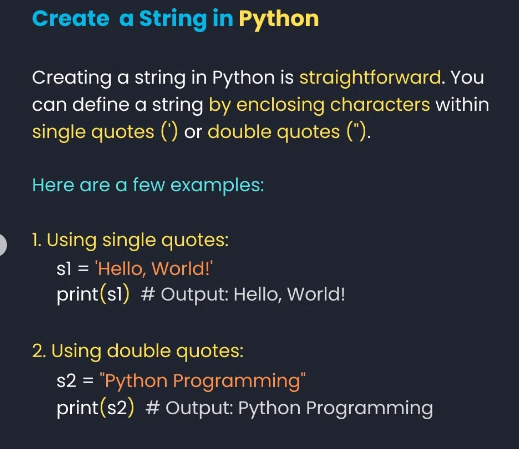 Create a String in Python
Creating a string in Python is straightforward. You
can define a string by enclosing characters within
single quotes (') or double quotes (").
Here are a few examples:
1. Using single quotes:
s1 = 'Hello, World!'
print(s1) # Output: Hello, World!
2. Using double quotes:
s2 = "Python Programming"
print(s2) # Output: Python Programming